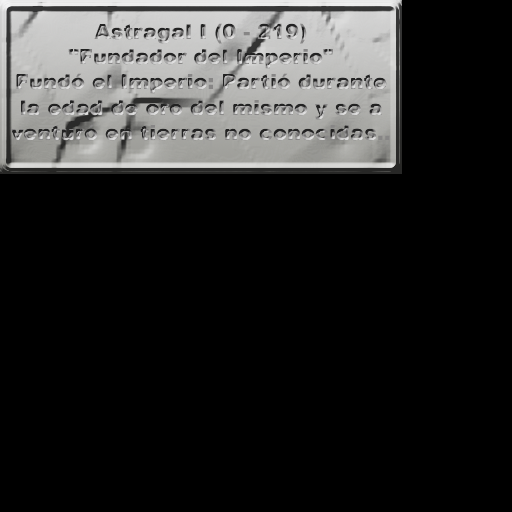 Astragal I (0 - 219)
"Fundador del Imperio"
Fundó el Imperio: Partió durante
la edad de oro del mismo y se a
venturo en tierras no conocidas..